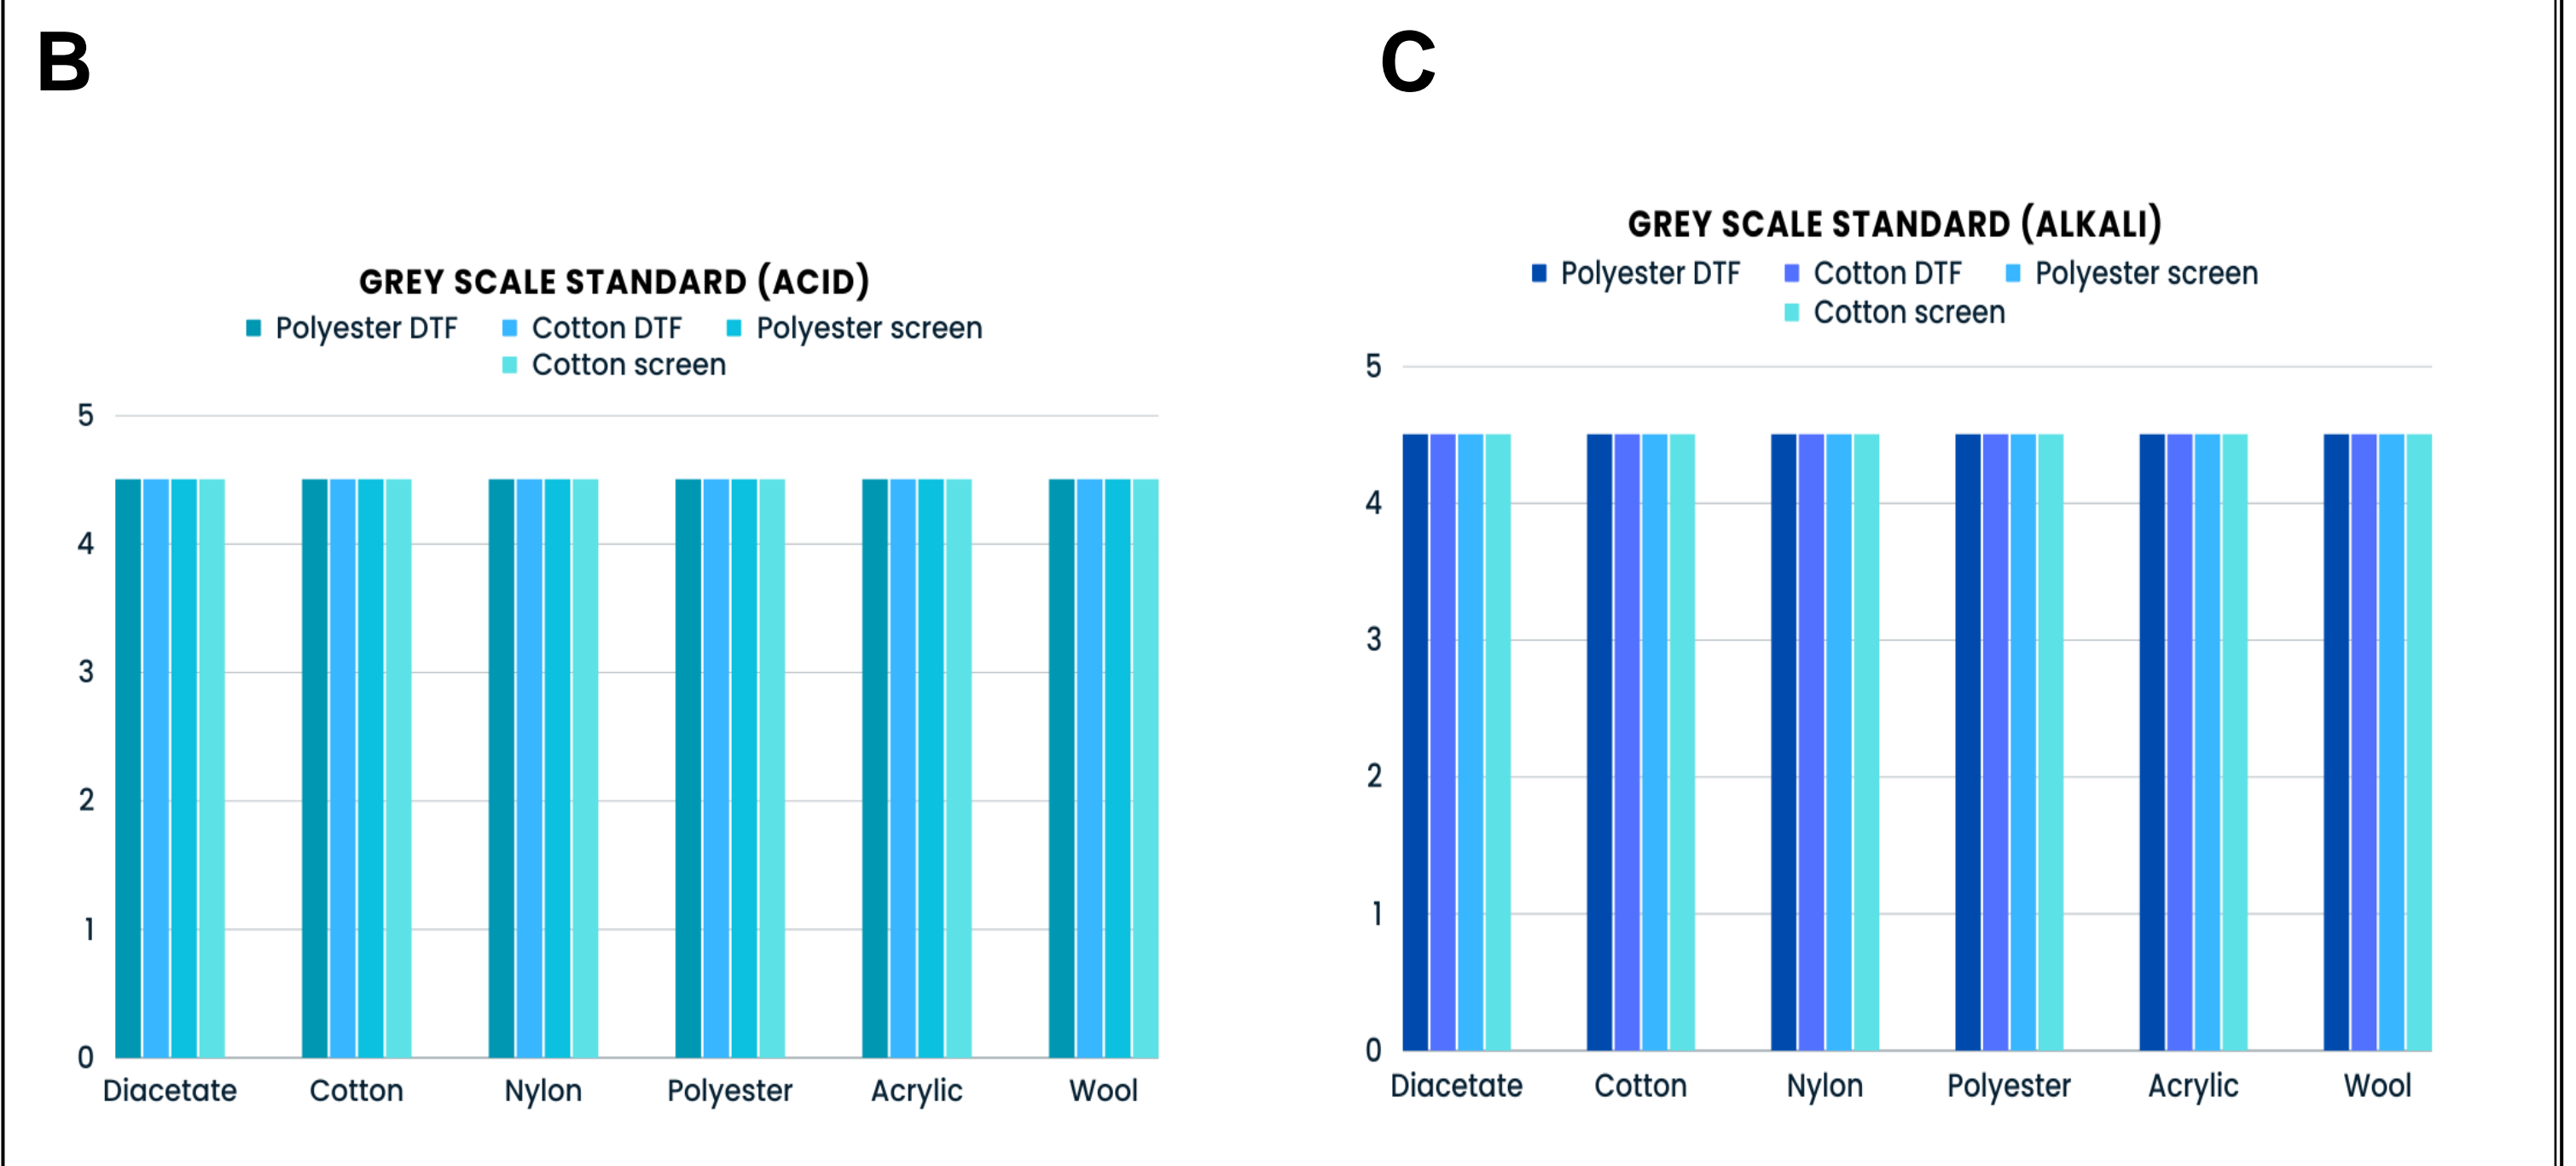 B
GREY SCALE STANDARD (ACID)
Polyester DTF Cotton DTF Polyester screen
Cotton screen
5
4
3
2
1
0
Diacetate Cotton Nylon Polyester Acrylic Wool
C
GREY SCALE STANDARD (ALKALI)
Polyester DTF Cotton DTF Polyester screen
Cotton screen
5
4
3
2
1
0
Diacetate Cotton Nylon Polyester Acrylic Wool